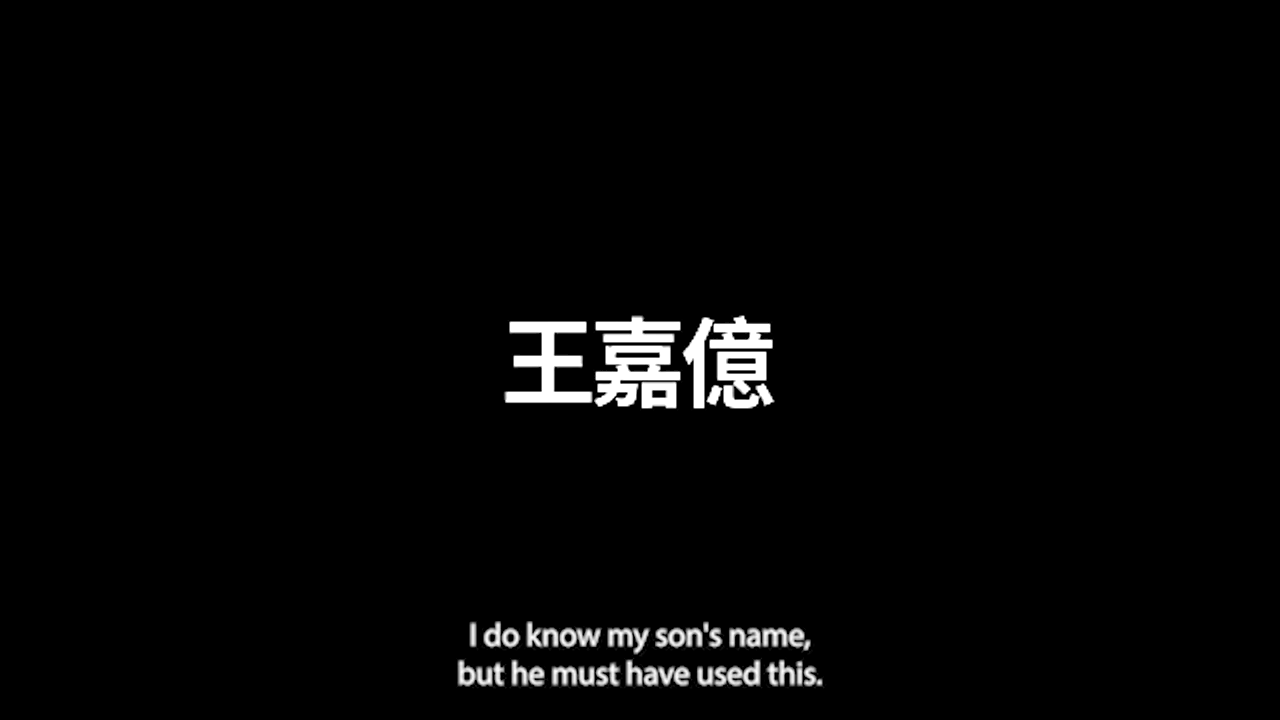 王嘉億
I do know my son's name,
but he must have used this.